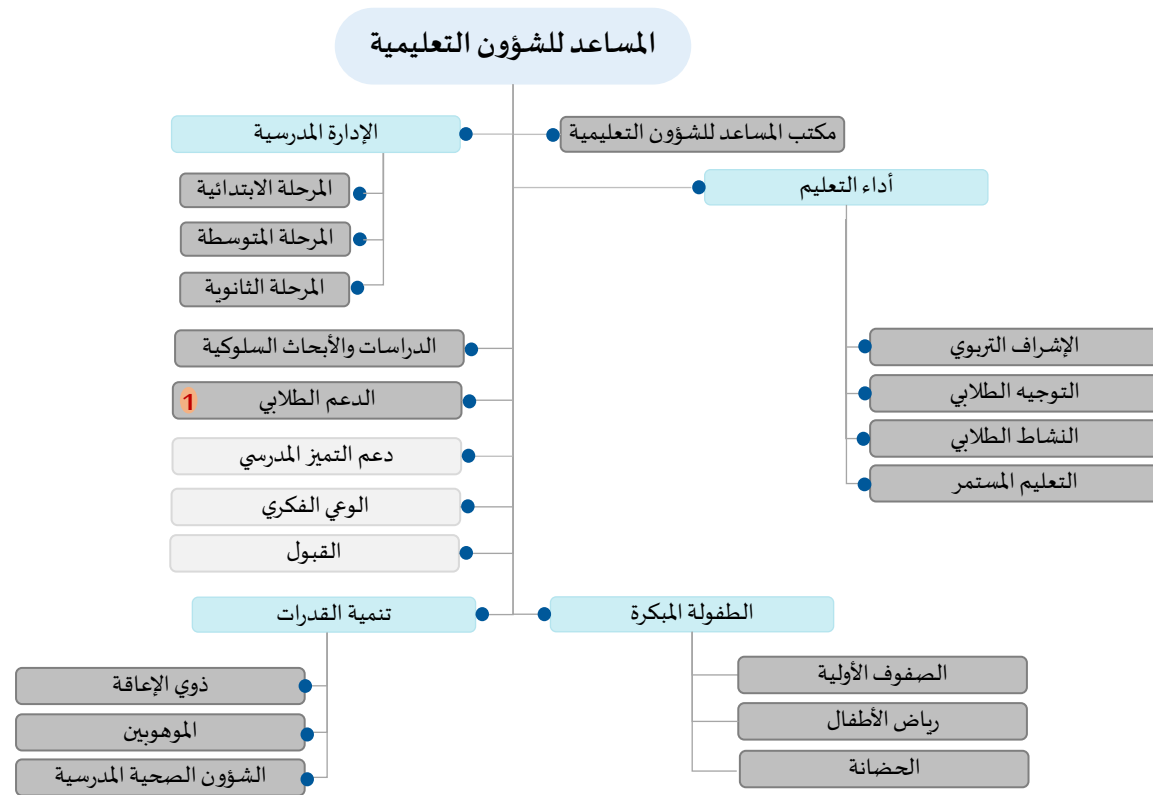 المساعد للشؤون التعليمية
مكتب المساعد للشؤون التعليمية
الإدارة المدرسية
المرحلة الابتدائية
المرحلة المتوسطة
المرحلة الثانوية
أداء التعليم
الإشراف التربوي
التوجيه الطلابي
النشاط الطلابي
التعليم المستمر
الدراسات والأبحاث السلوكية
الدعم الطلابي 1
دعم التميز المدرسي
الوعي الفكري
القبول
الطفولة المبكرة
الصفوف الأولية
رياض الأطفال
الحضانة
تنمية القدرات
ذوي الإعاقة
الموهوبين
الشؤون الصحية المدرسية